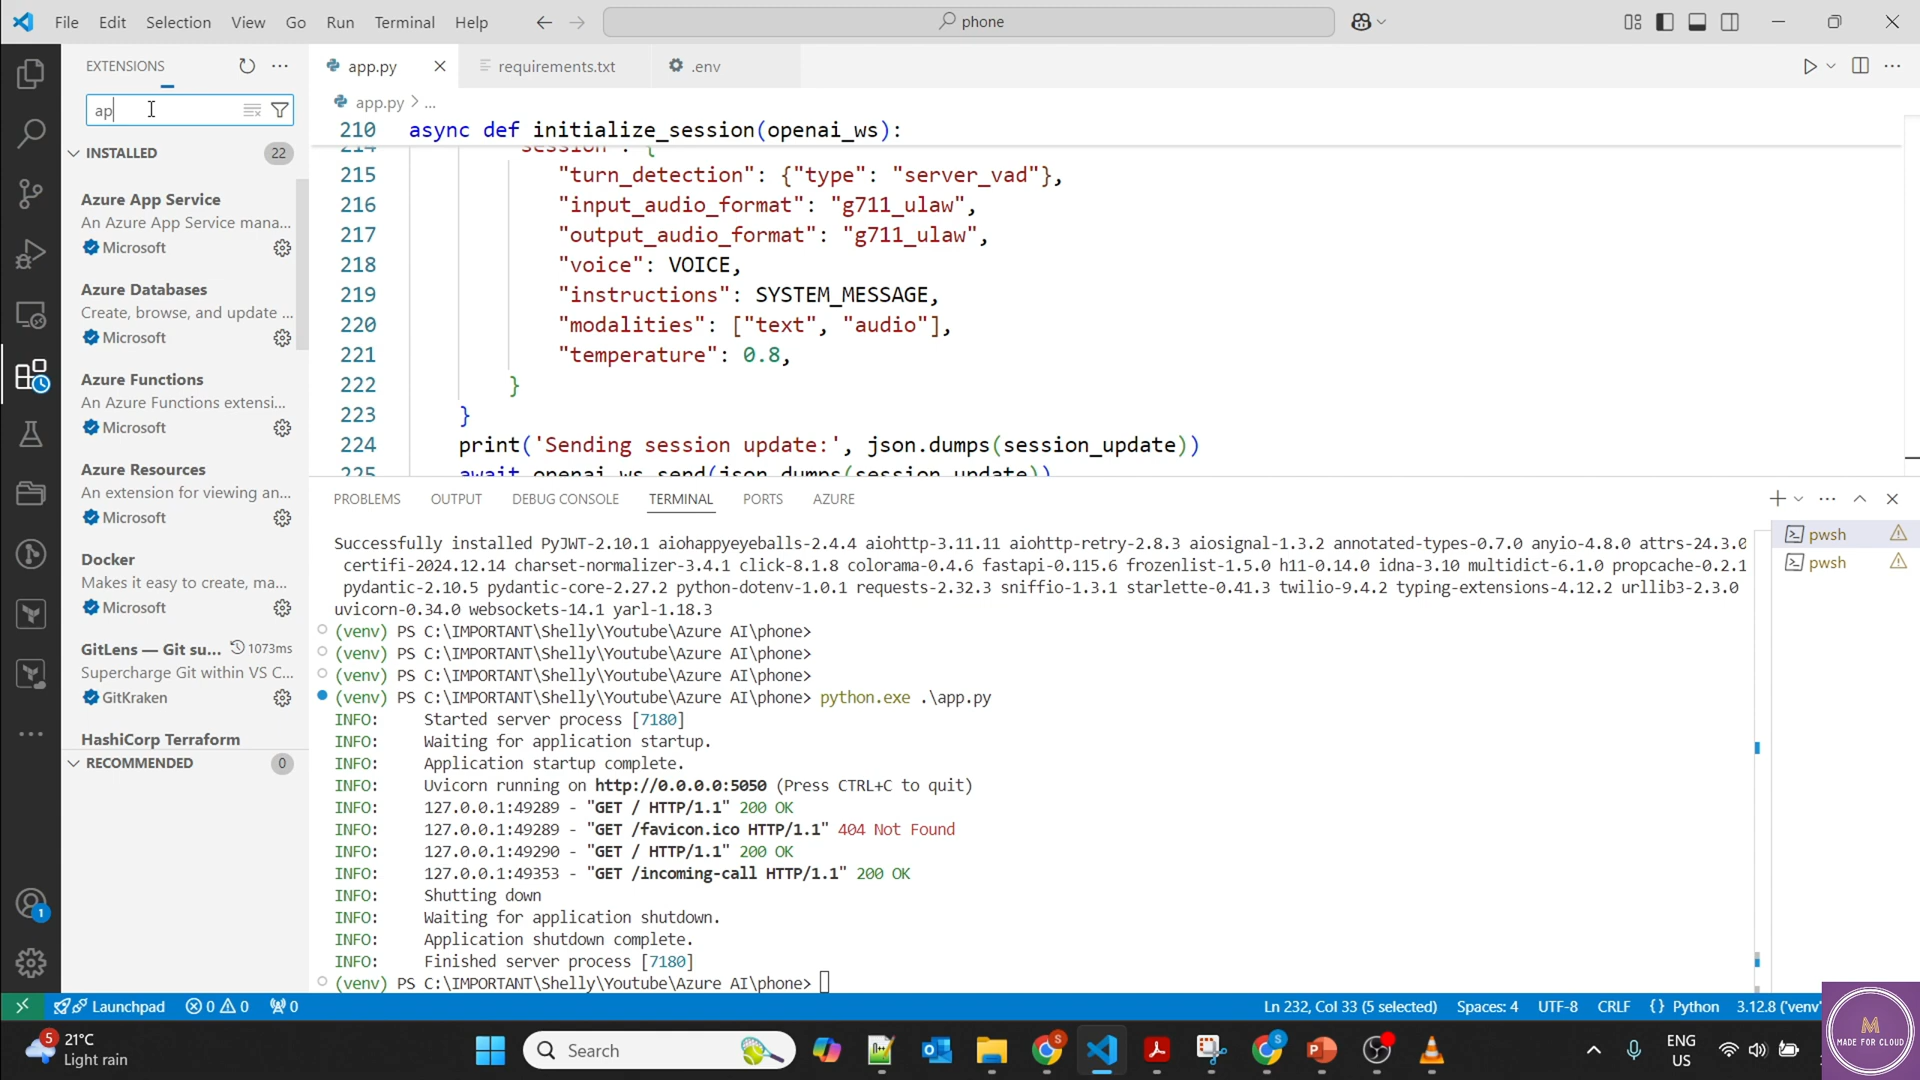 File Edit Selection View Go Run Terminal Help
phone
EXTENSIONS
ap
INSTALLED 22
Azure App Service
An Azure App Service mana...
Microsoft
Azure Databases
Create, browse, and update ...
Microsoft
Azure Functions
An Azure Functions extensi...
Microsoft
Azure Resources
An extension for viewing an...
Microsoft
Docker
Makes it easy to create, ma...
Microsoft
GitLens — Git su... 1073ms
Supercharge Git within VS C...
GitKraken
HashiCorp Terraform
RECOMMENDED 0
1
app.py requirements.txt .env
app.py > ...
210 async def initialize_session(openai_ws):
214 "session": {
215 "turn_detection": {"type": "server_vad"},
216 "input_audio_format": "g711_ulaw",
217 "output_audio_format": "g711_ulaw",
218 "voice": VOICE,
219 "instructions": SYSTEM_MESSAGE,
220 "modalities": ["text", "audio"],
221 "temperature": 0.8,
222 }
223 }
224 print('Sending session update:', json.dumps(session_update))
225 await openai_ws.send(json.dumps(session_update))
PROBLEMS OUTPUT DEBUG CONSOLE TERMINAL PORTS AZURE
pwsh
pwsh
Successfully installed PyJWT-2.10.1 aiohappyeyeballs-2.4.4 aiohttp-3.11.11 aiohttp-retry-2.8.3 aiosignal-1.3.2 annotated-types-0.7.0 anyio-4.8.0 attrs-24.3.0
certifi-2024.12.14 charset-normalizer-3.4.1 click-8.1.8 colorama-0.4.6 fastapi-0.115.6 frozenlist-1.5.0 h11-0.14.0 idna-3.10 multidict-6.1.0 propcache-0.2.1
pydantic-2.10.5 pydantic-core-2.27.2 python-dotenv-1.0.1 requests-2.32.3 sniffio-1.3.1 starlette-0.41.3 twilio-9.4.2 typing-extensions-4.12.2 urllib3-2.3.0
uvicorn-0.34.0 websockets-14.1 yarl-1.18.3
(venv) PS C:\IMPORTANT\Shelly\Youtube\Azure AI\phone>
(venv) PS C:\IMPORTANT\Shelly\Youtube\Azure AI\phone>
(venv) PS C:\IMPORTANT\Shelly\Youtube\Azure AI\phone>
(venv) PS C:\IMPORTANT\Shelly\Youtube\Azure AI\phone> python.exe .\app.py
INFO: Started server process [7180]
INFO: Waiting for application startup.
INFO: Application startup complete.
INFO: Uvicorn running on http://0.0.0.0:5050 (Press CTRL+C to quit)
INFO: 127.0.0.1:49289 - "GET / HTTP/1.1" 200 OK
INFO: 127.0.0.1:49289 - "GET /favicon.ico HTTP/1.1" 404 Not Found
INFO: 127.0.0.1:49290 - "GET / HTTP/1.1" 200 OK
INFO: 127.0.0.1:49353 - "GET /incoming-call HTTP/1.1" 200 OK
INFO: Shutting down
INFO: Waiting for application shutdown.
INFO: Application shutdown complete.
INFO: Finished server process [7180]
(venv) PS C:\IMPORTANT\Shelly\Youtube\Azure AI\phone>
Launchpad 0 0 0 Ln 232, Col 33 (5 selected) Spaces: 4 UTF-8 CRLF {} Python 3.12.8 ('venv'
5 21°C
Light rain
Search
S
S
ENG
US
M
MADE FOR CLOUD